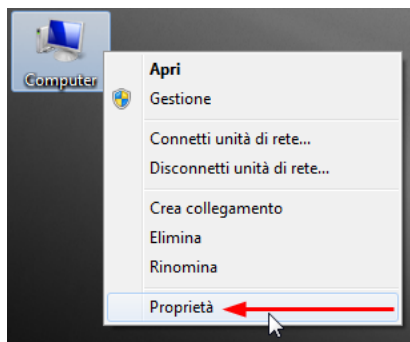 Computer
Apri
Gestione
Connetti unità di rete...
Disconnetti unità di rete...
Crea collegamento
Elimina
Rinomina
Proprietà